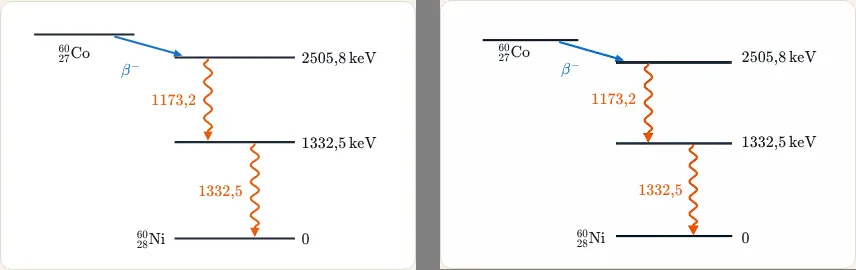 ⁶⁰₂₇Co
β⁻
2505,8 keV
1173,2
1332,5 keV
1332,5
⁶⁰₂₈Ni
0
⁶⁰₂₇Co
β⁻
2505,8 keV
1173,2
1332,5 keV
1332,5
⁶⁰₂₈Ni
0